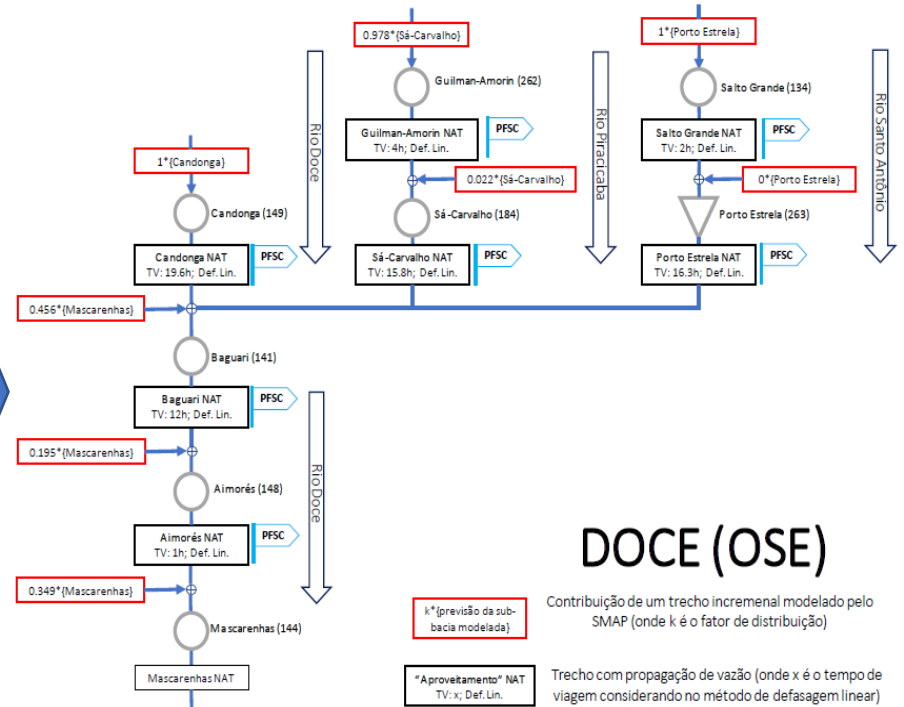 0.978*{Sá-Carvalho}
1*{Porto Estrela}
Guilman-Amorin (262)
Salto Grande (134)
Rio Doce
Guilman-Amorin NAT
TV: 4h; Def. Lin.
PFSC
Rio Piracicaba
Salto Grande NAT
TV: 2h; Def. Lin.
PFSC
Rio Santo Antônio
1*{Candonga}
0.022*{Sá-Carvalho}
0*{Porto Estrela}
Candonga (149)
Sá-Carvalho (184)
Porto Estrela (263)
Candonga NAT
TV: 19.6h; Def. Lin.
PFSC
Sá-Carvalho NAT
TV: 15.8h; Def. Lin.
PFSC
Porto Estrela NAT
TV: 16.3h; Def. Lin.
PFSC
0.456*{Mascarenhas}
Baguari (141)
Baguari NAT
TV: 12h; Def. Lin.
PFSC
0.195*{Mascarenhas}
Rio Doce
Aimorés (148)
Aimorés NAT
TV: 1h; Def. Lin.
PFSC
0.349*{Mascarenhas}
Mascarenhas (144)
Mascarenhas NAT
DOCE (OSE)
k*{previsão da sub-
bacia modelada}
Contribuição de um trecho incremenal modelado pelo
SMAP (onde k é o fator de distribuição)
"Aproveitamento" NAT
TV: x; Def. Lin.
Trecho com propagação de vazão (onde x é o tempo de
viagem considerando no método de defasagem linear)